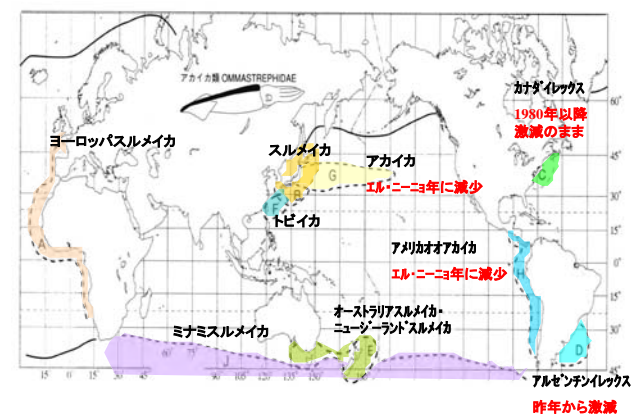 カナダイレックス
アカイカ類 OMMASTREPHIDAE
1980年以降
激減のまま
60°
ヨーロッパスルメイカ
スルメイカ
アカイカ
45°
G
C
エル・ニーニョ年に減少
30°
B
F
トビイカ
15°
A
アメリカオオアカイカ
0°
エル・ニーニョ年に減少
H
15°
オーストラリアスルメイカ・
ニュージーランドスルメイカ
30°
ミナミスルメイカ
E
D
60° 75°
J
45°
15 0° 15° 30 45
90 105 120° 135° 150°
アルゼンチンイレックス
昨年から激減